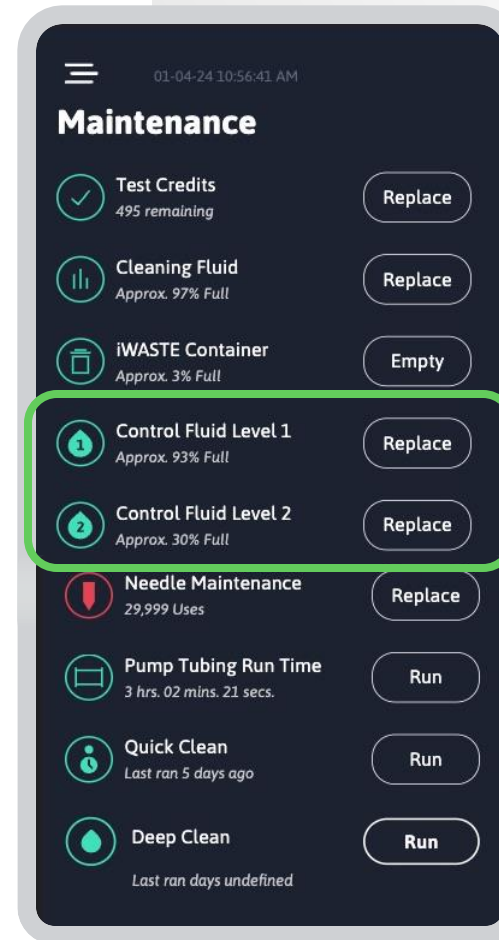 01-04-24 10:56:41 AM
Maintenance
Test Credits
495 remaining
Replace
Cleaning Fluid
Approx. 97% Full
Replace
iWASTE Container
Approx. 3% Full
Empty
1
Control Fluid Level 1
Approx. 93% Full
Replace
2
Control Fluid Level 2
Approx. 30% Full
Replace
Needle Maintenance
29,999 Uses
Replace
Pump Tubing Run Time
3 hrs. 02 mins. 21 secs.
Run
Quick Clean
Last ran 5 days ago
Run
Deep Clean
Last ran days undefined
Run